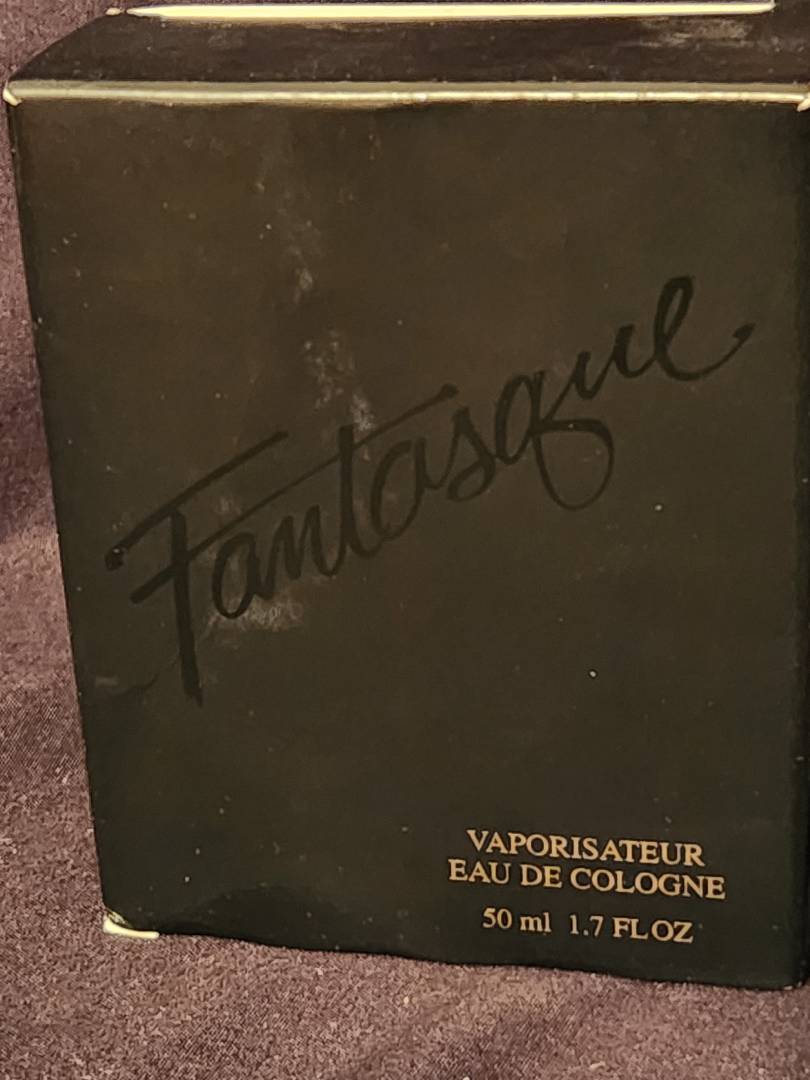 Fantasque
VAPORISATEUR
EAU DE COLOGNE
50 ml 1.7 FL OZ